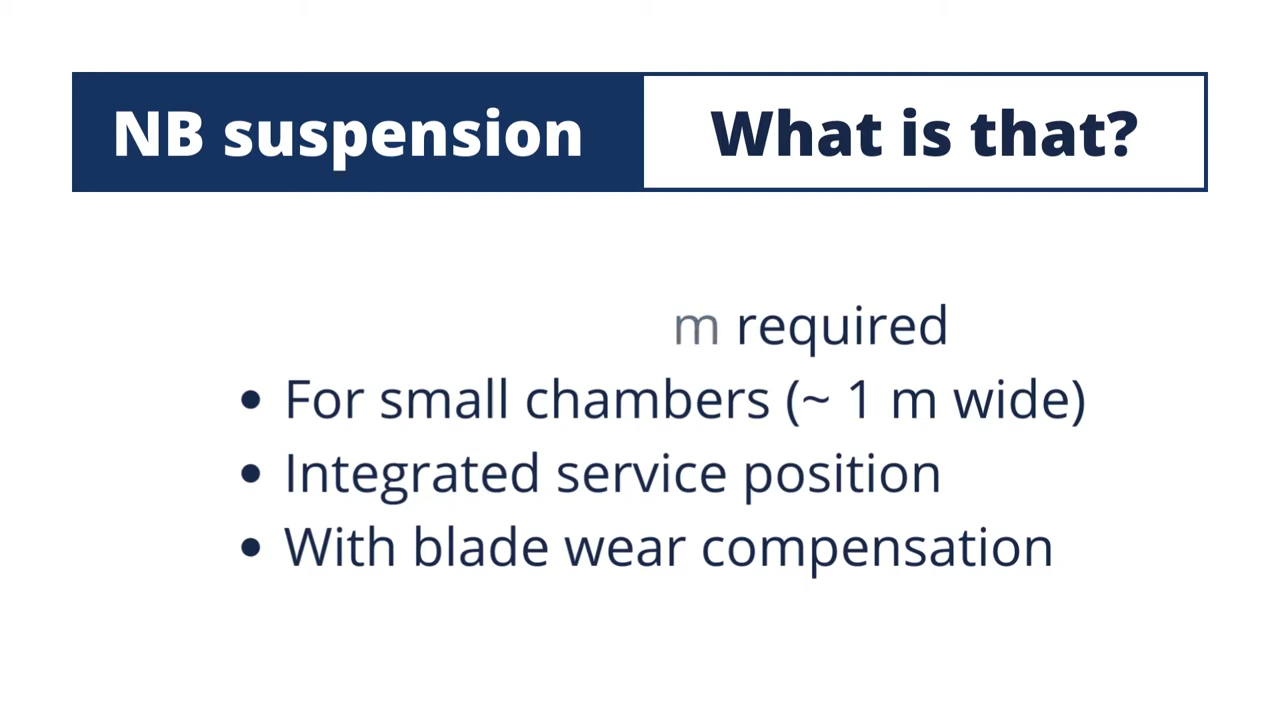 NB suspension What is that?
m required
• For small chambers (~ 1 m wide)
• Integrated service position
• With blade wear compensation